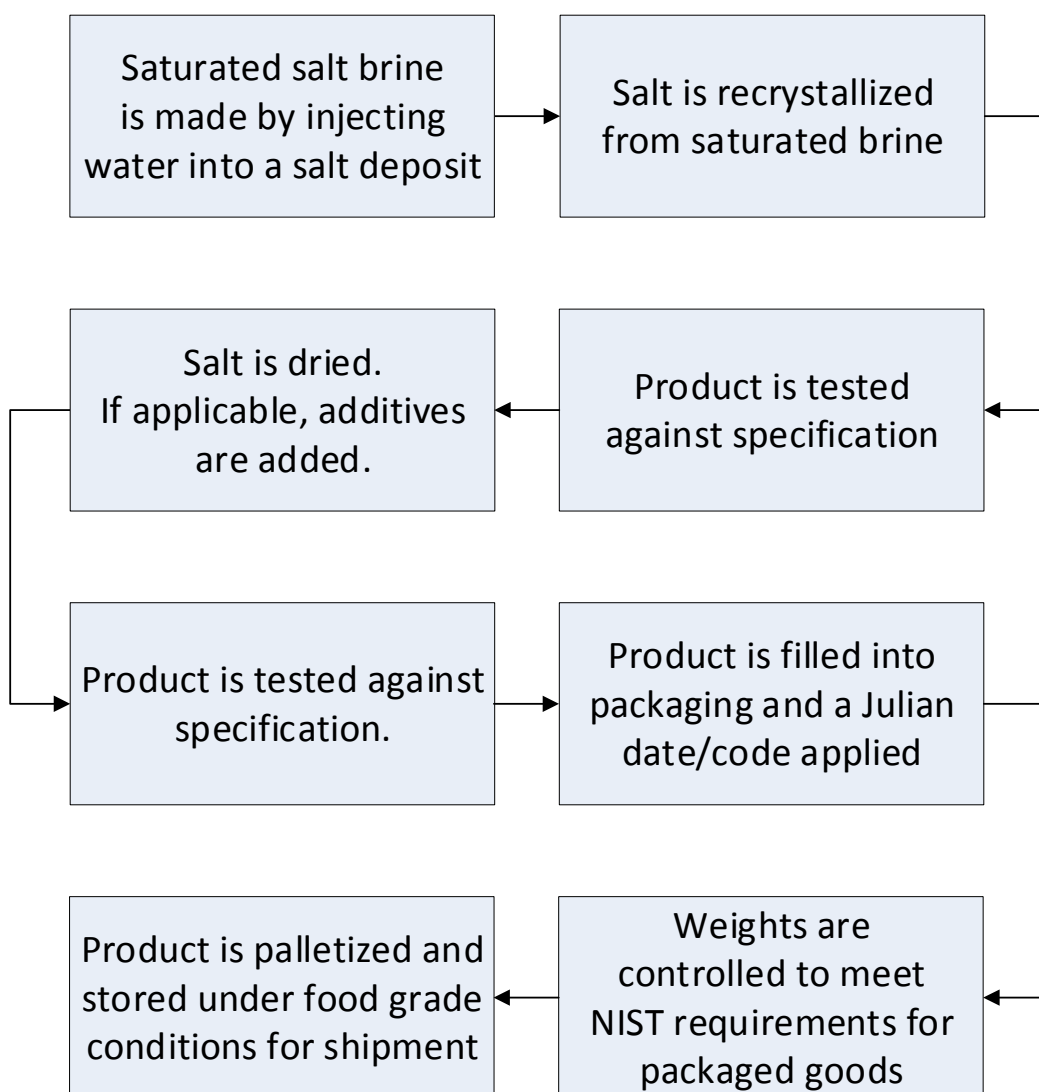 Saturated salt brine
is made by injecting
water into a salt deposit
Salt is recrystallized
from saturated brine
Product is tested
against specification
Salt is dried.
If applicable, additives
are added.
Product is tested against
specification.
Product is filled into
packaging and a Julian
date/code applied
Weights are
controlled to meet
NIST requirements for
packaged goods
Product is palletized and
stored under food grade
conditions for shipment